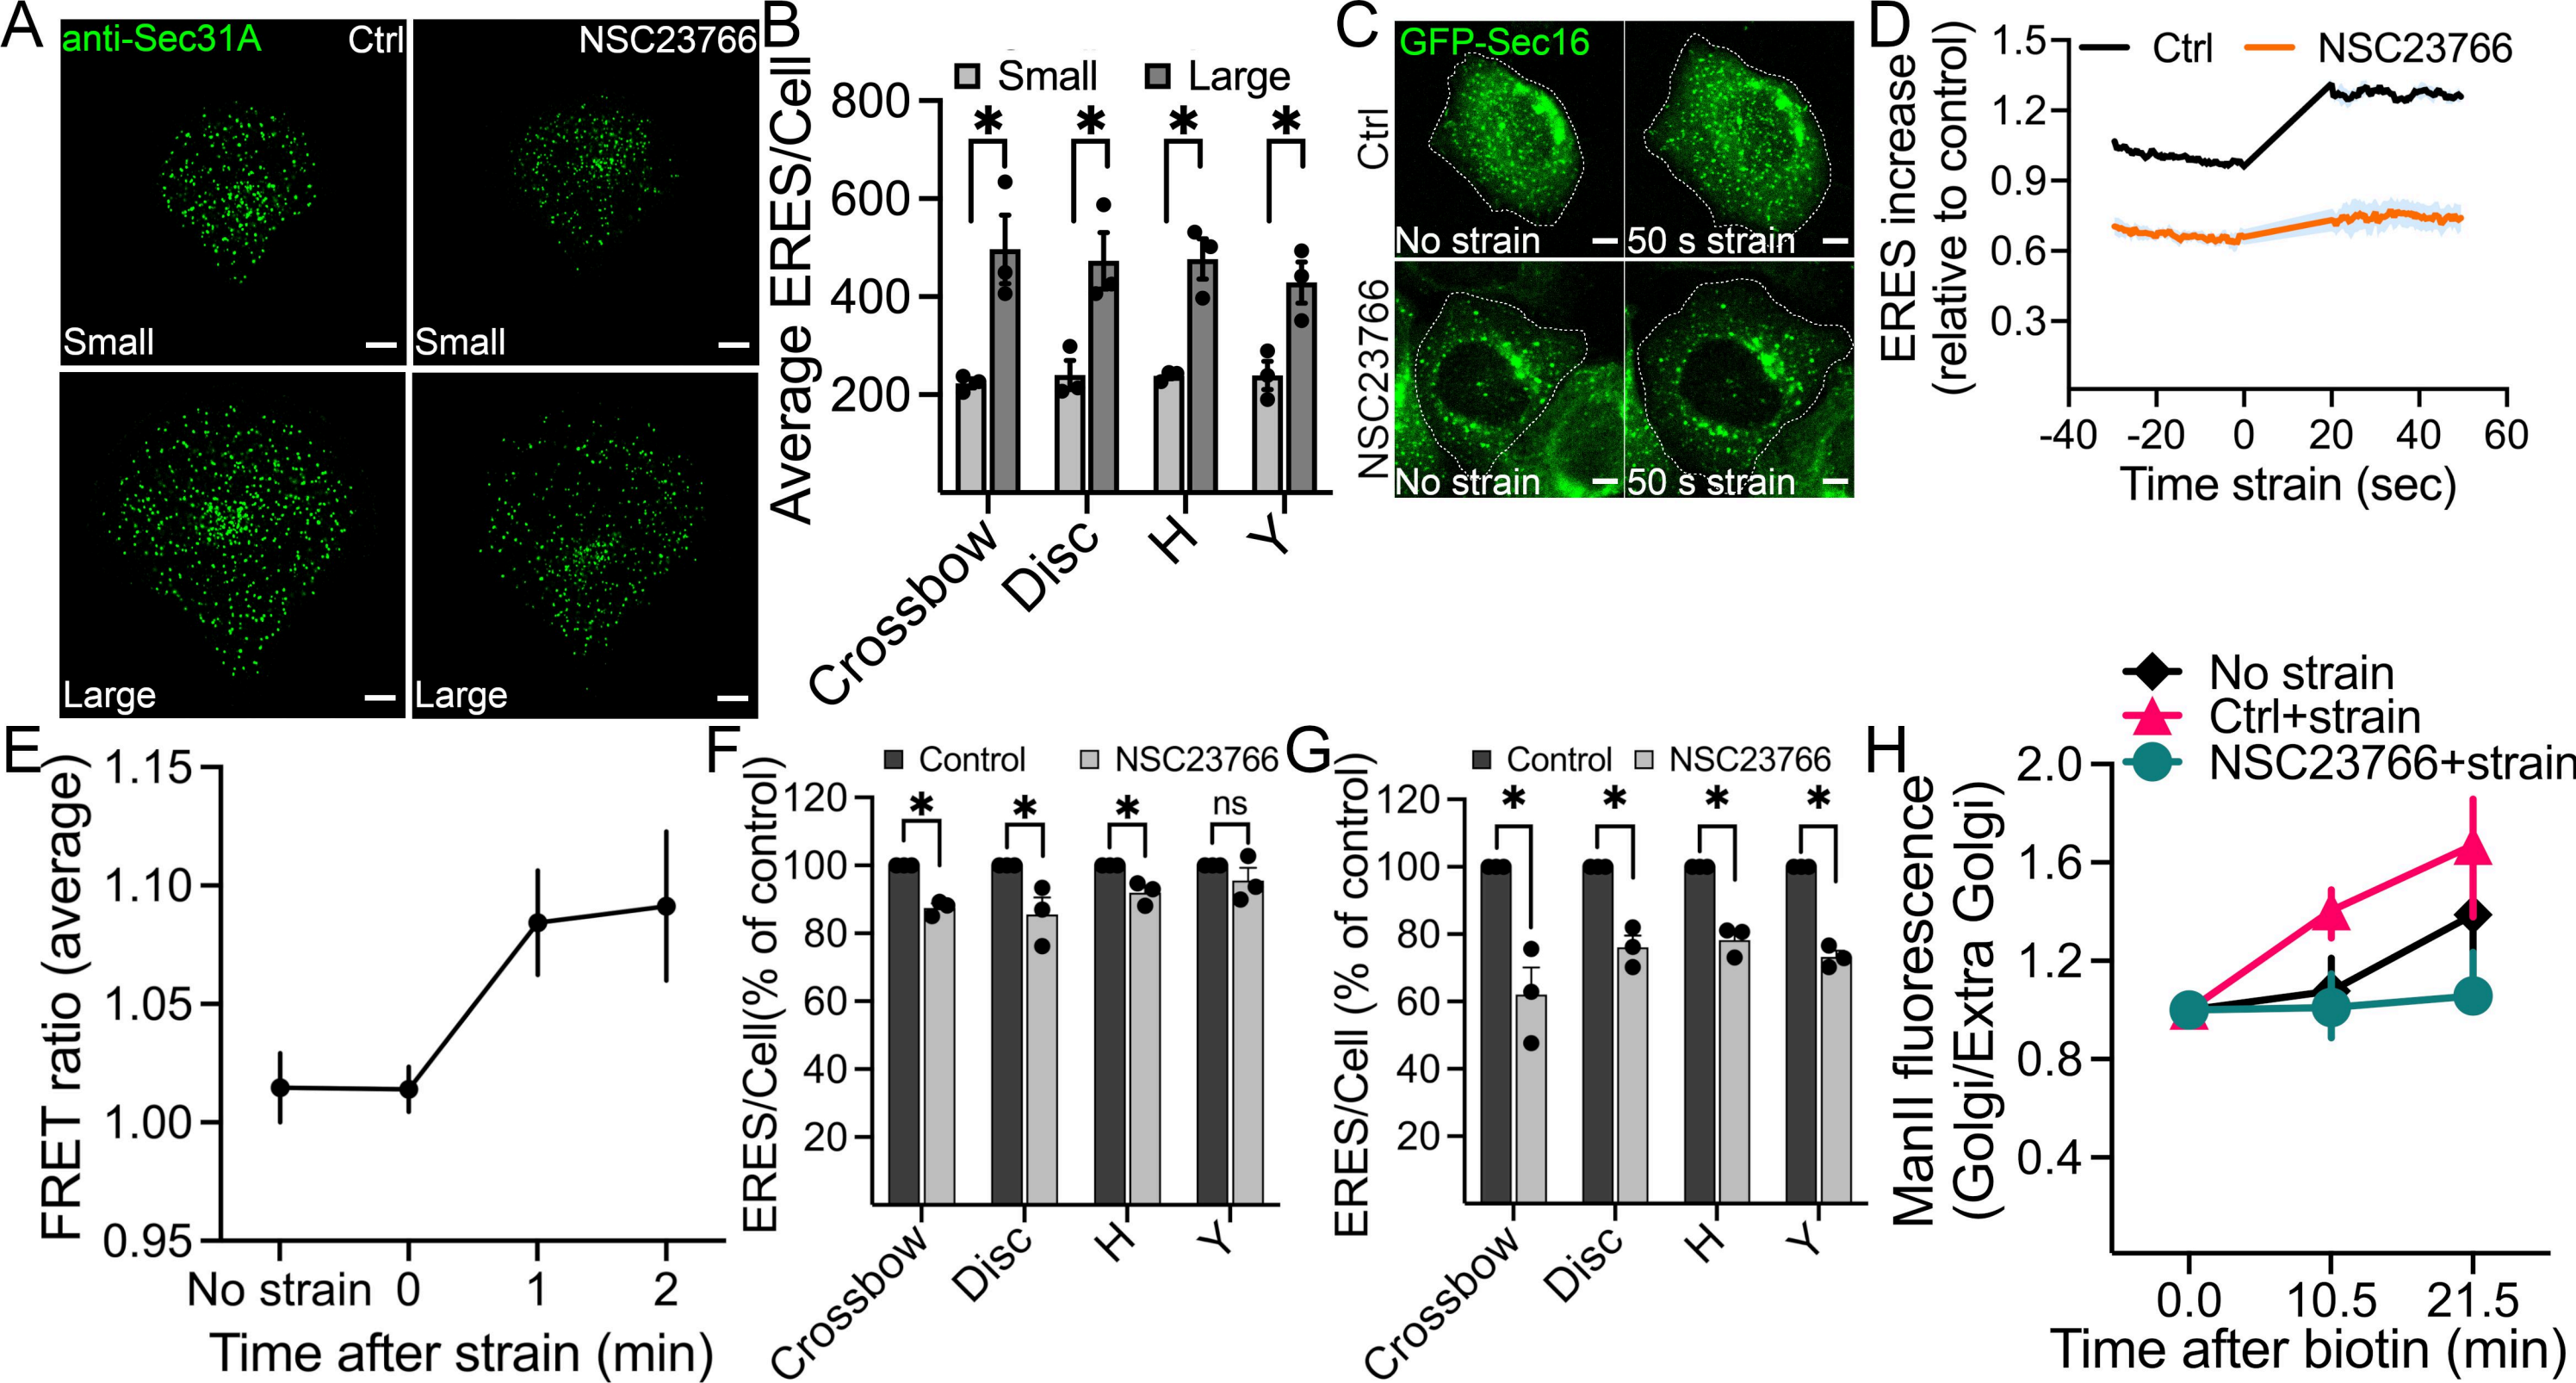 A
anti-Sec31A
Ctrl
NSC23766
Small
Small
Large
Large
B
Small
Large
Average ERES/Cell
800
600
400
200
*
*
*
*
Crossbow
Disc
H
Y
C
GFP-Sec16
Ctrl
No strain
50 s strain
NSC23766
No strain
50 s strain
D
Ctrl
NSC23766
ERES increase
(relative to control)
1.5
1.2
0.9
0.6
0.3
-40
-20
0
20
40
60
Time strain (sec)
E
FRET ratio (average)
1.15
1.10
1.05
1.00
0.95
No strain
0
1
2
Time after strain (min)
F
Control
NSC23766
ERES/Cell(% of control)
120
100
80
60
40
20
*
*
*
ns
Crossbow
Disc
H
Y
G
Control
NSC23766
ERES/Cell (% of control)
120
100
80
60
40
20
*
*
*
*
Crossbow
Disc
H
Y
H
No strain
Ctrl+strain
NSC23766+strain
ManII fluorescence
(Golgi/Extra Golgi)
2.0
1.6
1.2
0.8
0.4
0.0
10.5
21.5
Time after biotin (min)